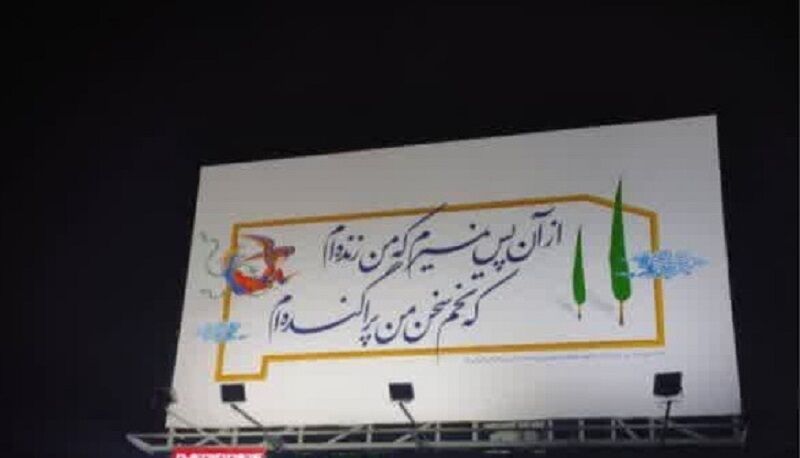 از آن پس نمیرم که من زنده‌ام
که تخم سخن من پراکنده‌ام